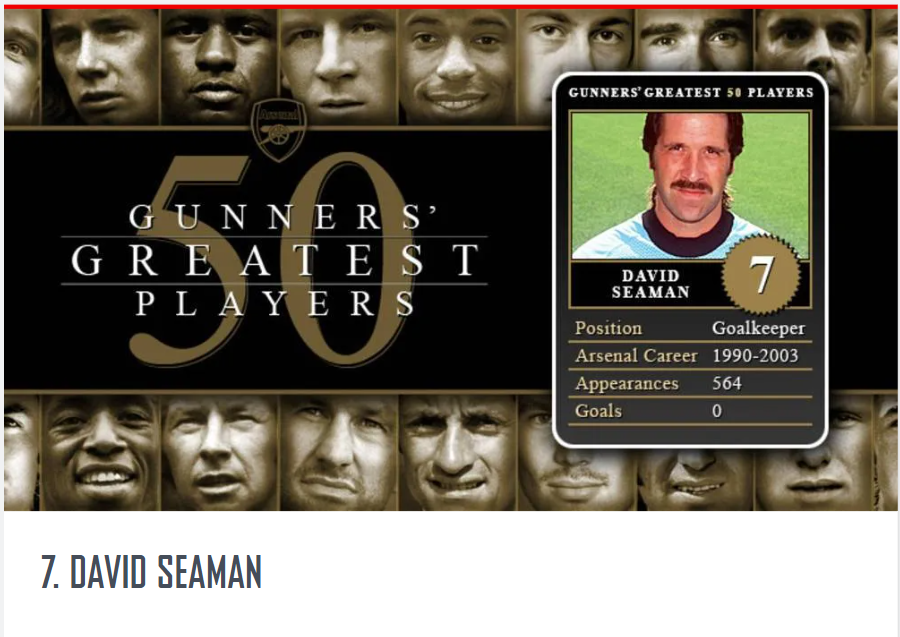 Arsenal
50
GUNNERS'
GREATEST
PLAYERS
GUNNERS' GREATEST 50 PLAYERS
DAVID
SEAMAN
7
Position Goalkeeper
Arsenal Career 1990-2003
Appearances 564
Goals 0
7. DAVID SEAMAN